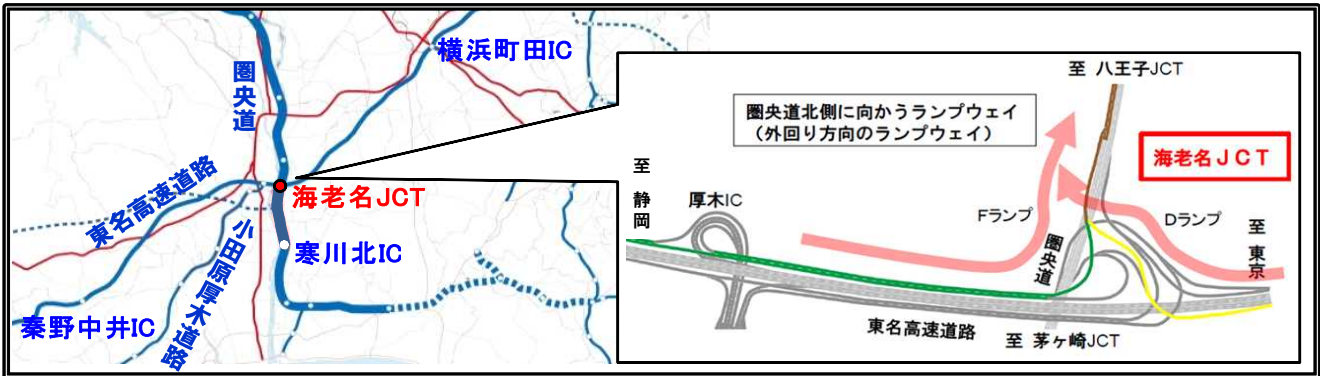 横浜町田IC
圏央道
東名高速道路
海老名JCT
小田原厚木道路
寒川北IC
秦野中井IC
至 八王子JCT
圏央道北側に向かうランプウェイ
(外回り方向のランプウェイ)
海老名JCT
至 静岡
厚木IC
Fランプ
Dランプ
圏央道
至 東京
東名高速道路
至 茅ヶ崎JCT